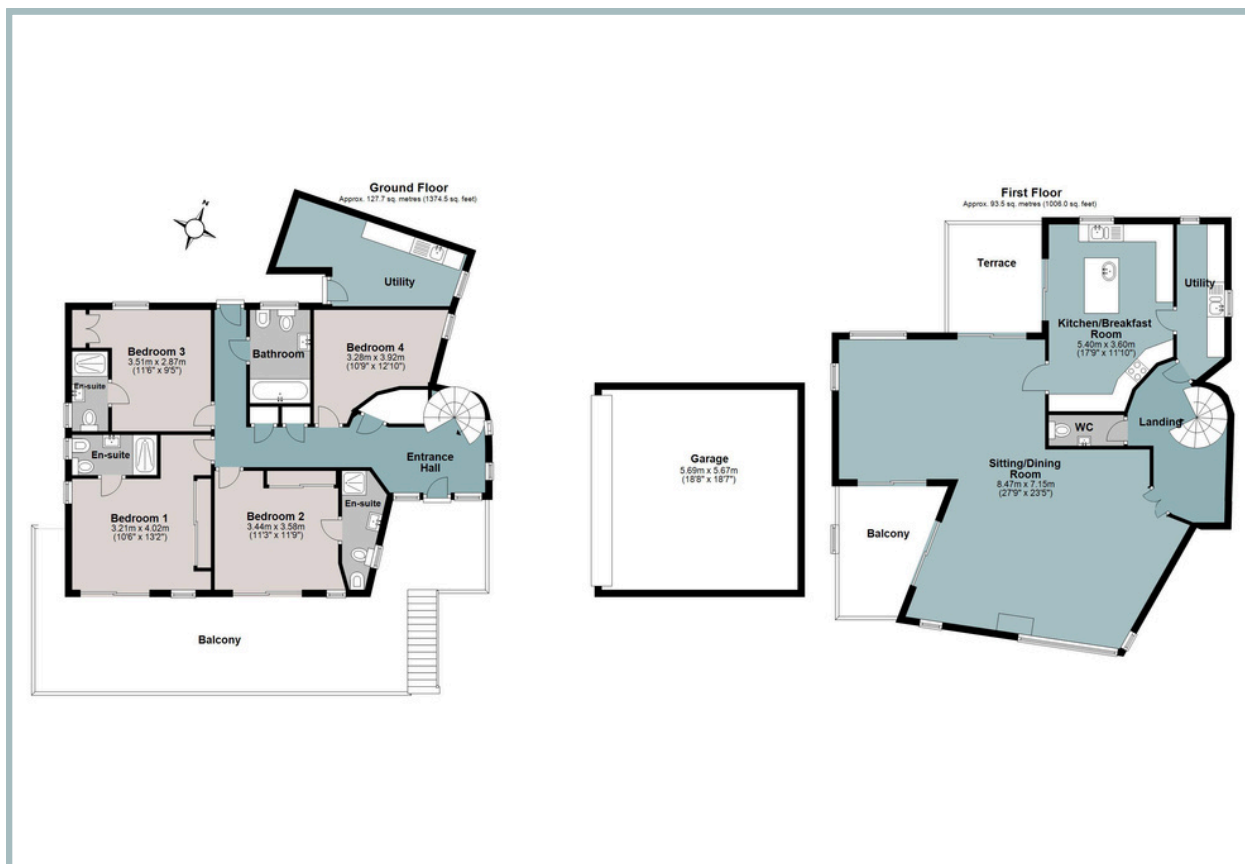 Ground Floor
Approx. 127.7 sq. metres (1374.5 sq. feet)
N
Utility
Bedroom 3
3.51m x 2.87m
(11'6" x 9'5")
Bathroom
Bedroom 4
3.28m x 3.92m
(10'9" x 12'10")
En-suite
En-suite
Entrance
Hall
Bedroom 1
3.21m x 4.02m
(10'6" x 13'2")
Bedroom 2
3.44m x 3.58m
(11'3" x 11'9")
En-suite
Balcony
Garage
5.69m x 5.67m
(18'8" x 18'7")
First Floor
Approx. 93.5 sq. metres (1006.0 sq. feet)
Terrace
Utility
Kitchen/Breakfast
Room
5.40m x 3.60m
(17'9" x 11'10")
WC
Landing
Sitting/Dining
Room
8.47m x 7.15m
(27'9" x 23'5")
Balcony